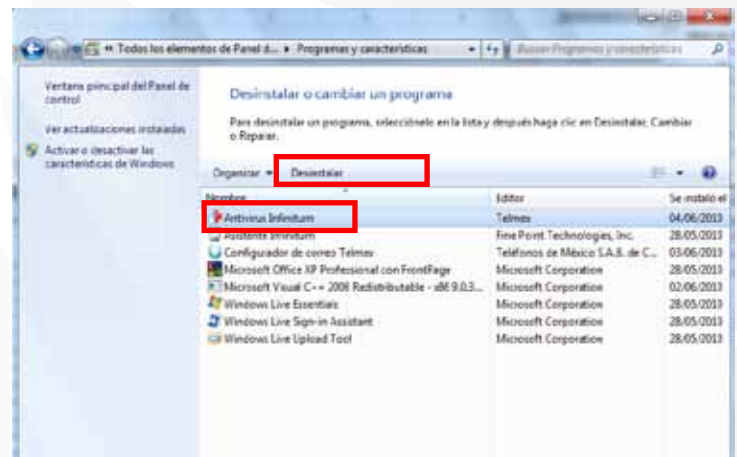 « Todos los elementos de Panel d... ▸ Programas y características
Buscar Programas y características
Ventana principal del Panel de
control
Ver actualizaciones instaladas
Activar o desactivar las
características de Windows
Desinstalar o cambiar un programa
Para desinstalar un programa, selecciónelo en la lista y después haga clic en Desinstalar, Cambiar
o Reparar.
Organizar Desinstalar
Nombre Editor Se instaló el
Antivirus Infinitum Telmex 04/06/2013
Asistente Infinitum Fine Point Technologies, Inc. 28/05/2013
Configurador de correo Telmex Teléfonos de México S.A.B. de C... 03/06/2013
Microsoft Office XP Professional con FrontPage Microsoft Corporation 28/05/2013
Microsoft Visual C++ 2008 Redistributable - x86 9.0.3... Microsoft Corporation 02/06/2013
Windows Live Essentials Microsoft Corporation 28/05/2013
Windows Live Sign-in Assistant Microsoft Corporation 28/05/2013
Windows Live Upload Tool Microsoft Corporation 28/05/2013